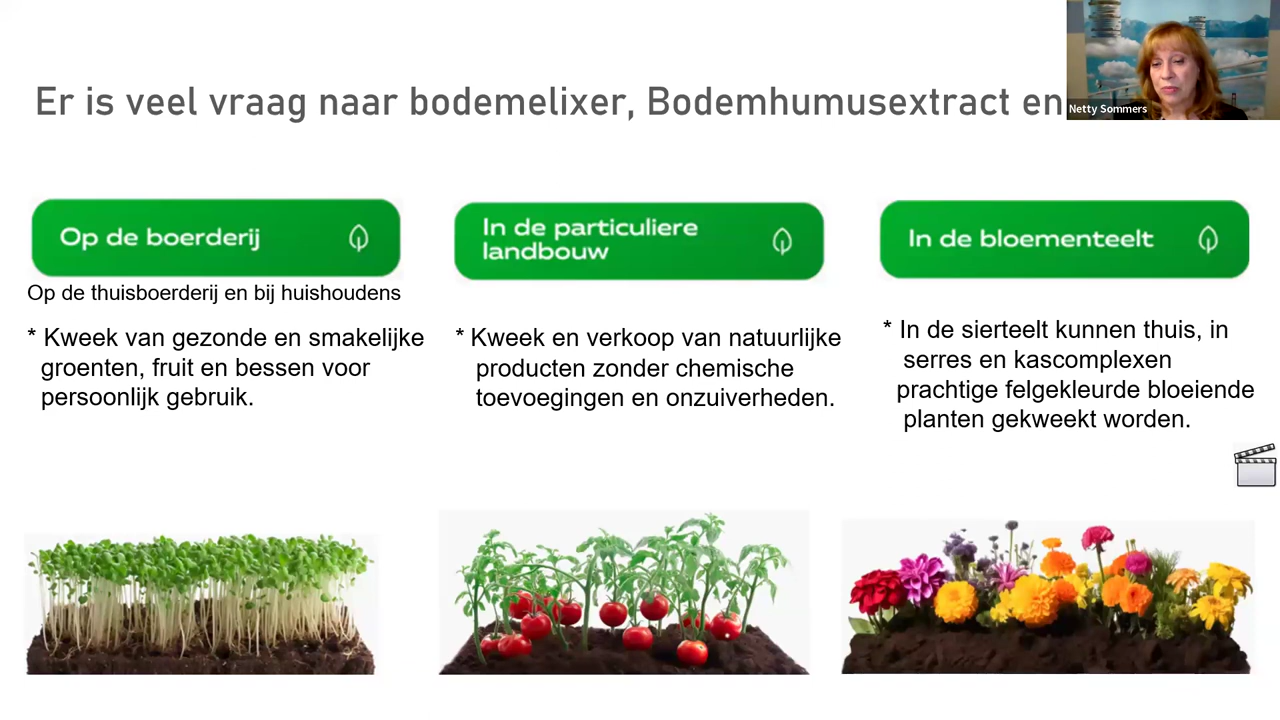 Er is veel vraag naar bodemelixer, Bodemhumusextract en
Netty Sommers
Op de boerderij
Op de thuisboerderij en bij huishoudens
* Kweek van gezonde en smakelijke
groenten, fruit en bessen voor
persoonlijk gebruik.
In de particuliere
landbouw
* Kweek en verkoop van natuurlijke
producten zonder chemische
toevoegingen en onzuiverheden.
In de bloementeelt
* In de sierteelt kunnen thuis, in
serres en kascomplexen
prachtige felgekleurde bloeiende
planten gekweekt worden.